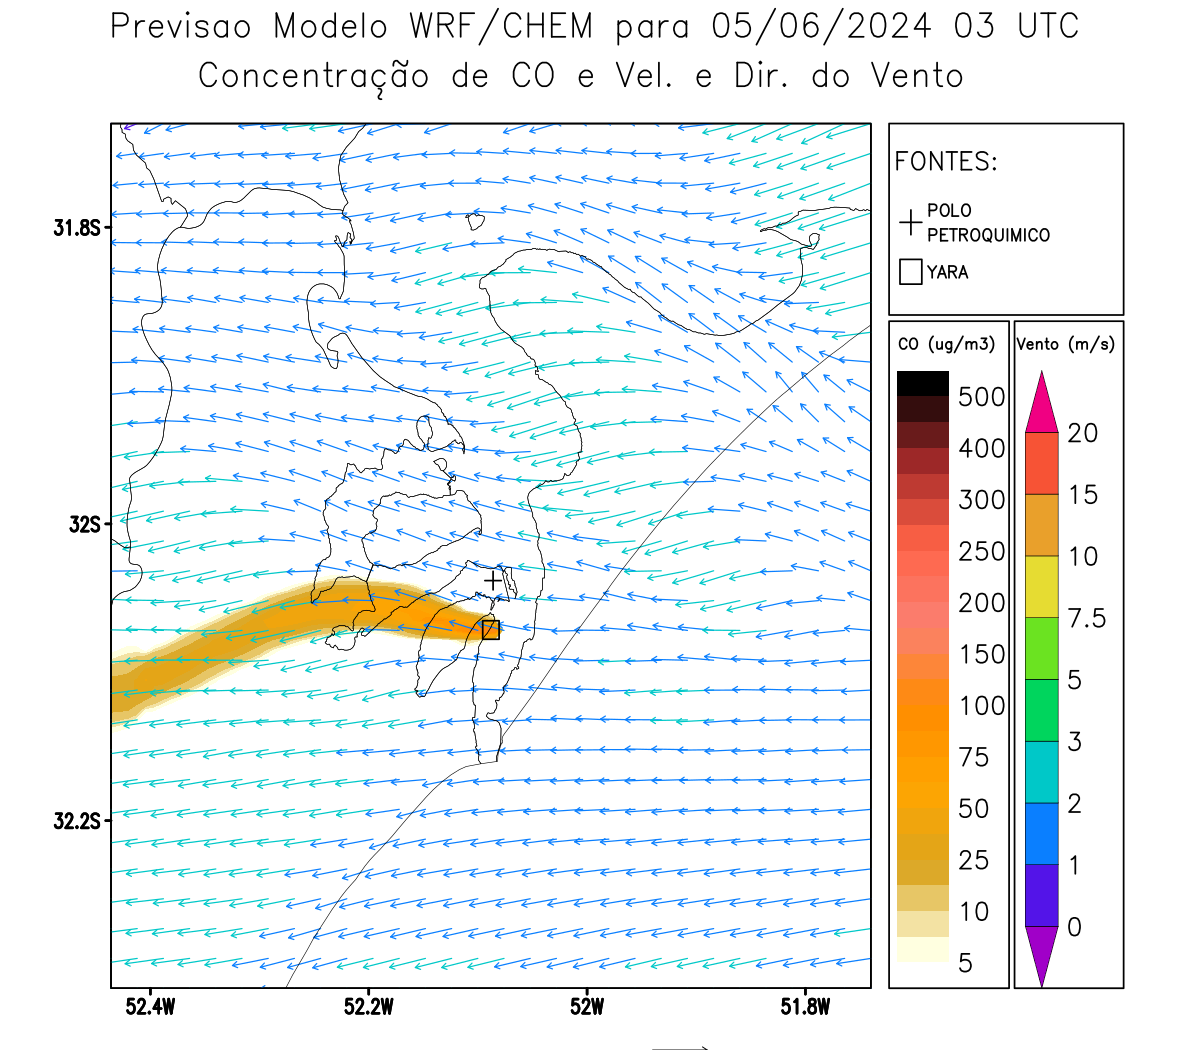 Previsao Modelo WRF/CHEM para 05/06/2024 03 UTC
Concentração de CO e Vel. e Dir. do Vento
FONTES:
POLO
PETROQUIMICO
YARA
CO (ug/m3)
500
400
300
250
200
150
100
75
50
25
10
5
Vento (m/s)
20
15
10
7.5
5
3
2
1
0
31.8S
32S
32.2S
52.4W
52.2W
52W
51.8W